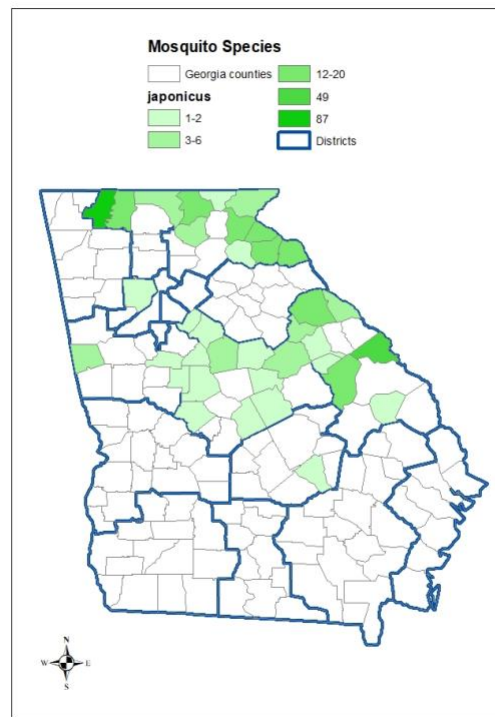 Mosquito Species
Georgia counties
japonicus
1-2
3-6
12-20
49
87
Districts
N
W E
S